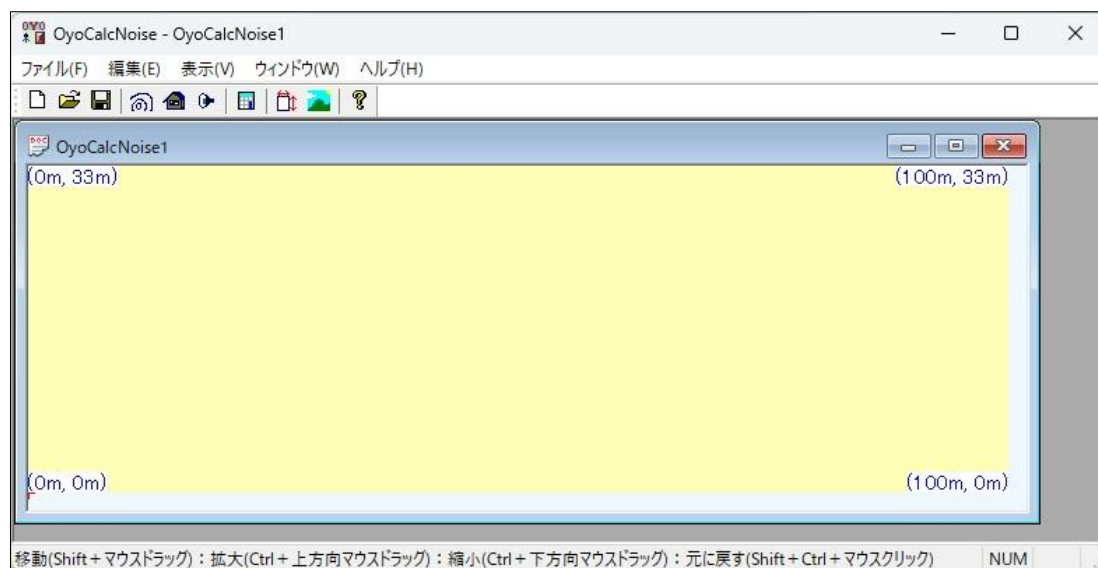 OyoCalcNoise - OyoCalcNoise1
ファイル(F) 編集(E) 表示(V) ウィンドウ(W) ヘルプ(H)
OyoCalcNoise1
(0m, 33m) (100m, 33m)
(0m, 0m) (100m, 0m)
移動(Shift+マウスドラッグ)：拡大(Ctrl+上方向マウスドラッグ)：縮小(Ctrl+下方向マウスドラッグ)：元に戻す(Shift+Ctrl+マウスクリック) NUM